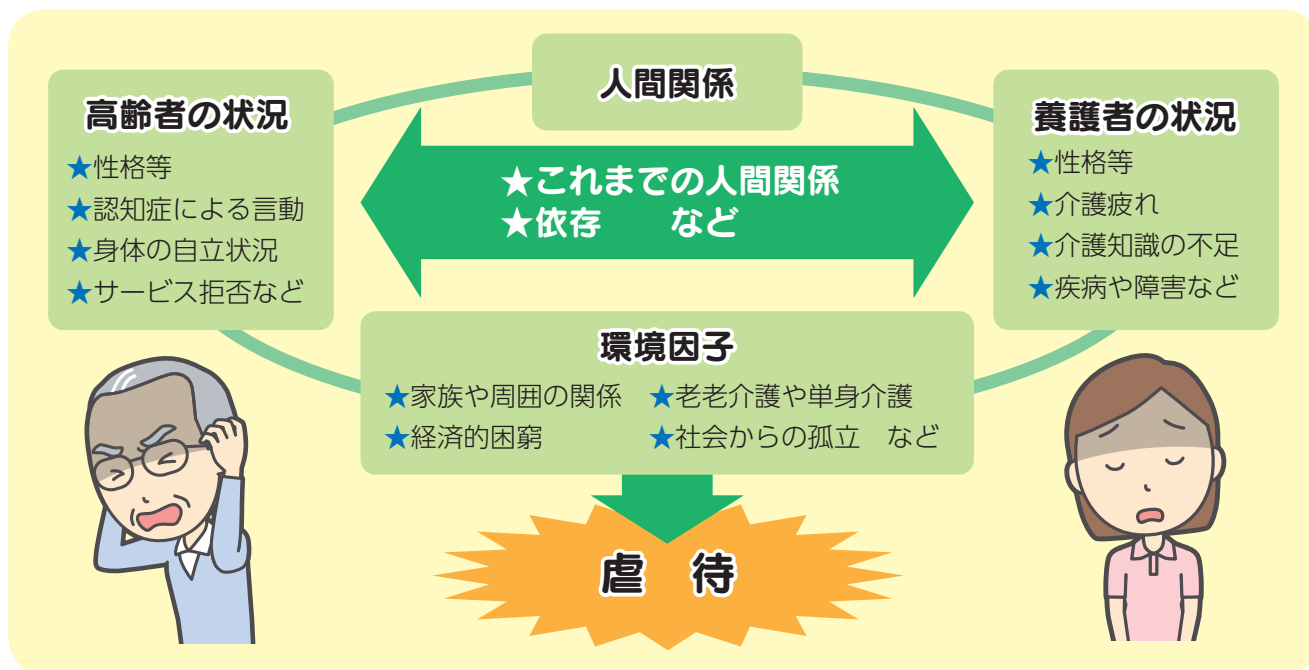 人間関係
高齢者の状況
★性格等
★認知症による言動
★身体の自立状況
★サービス拒否など
★これまでの人間関係
★依存　　など
養護者の状況
★性格等
★介護疲れ
★介護知識の不足
★疾病や障害など
環境因子
★家族や周囲の関係　★老老介護や単身介護
★経済的困窮　★社会からの孤立　など
虐　待